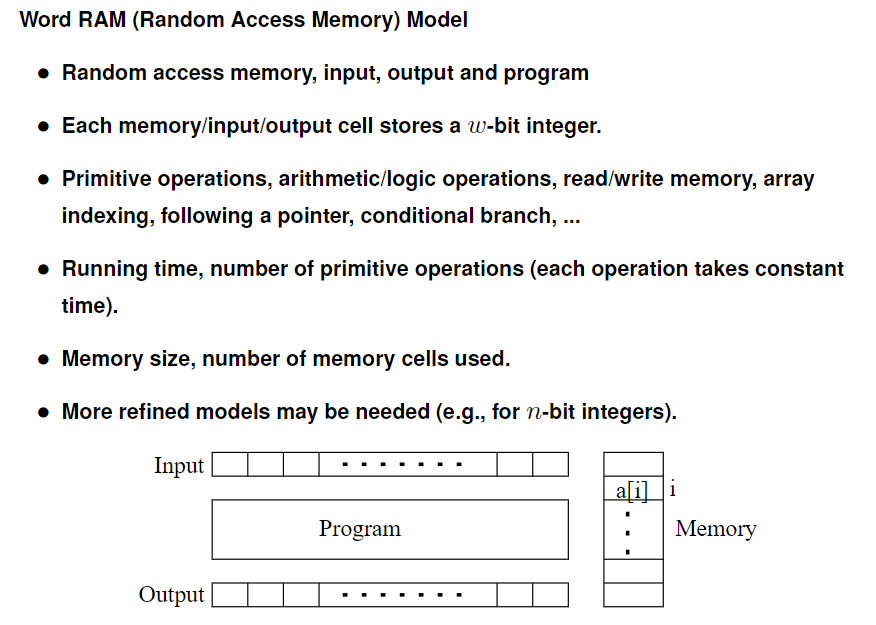 Word RAM (Random Access Memory) Model
● Random access memory, input, output and program
● Each memory/input/output cell stores a w-bit integer.
● Primitive operations, arithmetic/logic operations, read/write memory, array
indexing, following a pointer, conditional branch, ...
● Running time, number of primitive operations (each operation takes constant
time).
● Memory size, number of memory cells used.
● More refined models may be needed (e.g., for n-bit integers).
Input
a[i] i
Program
Memory
Output